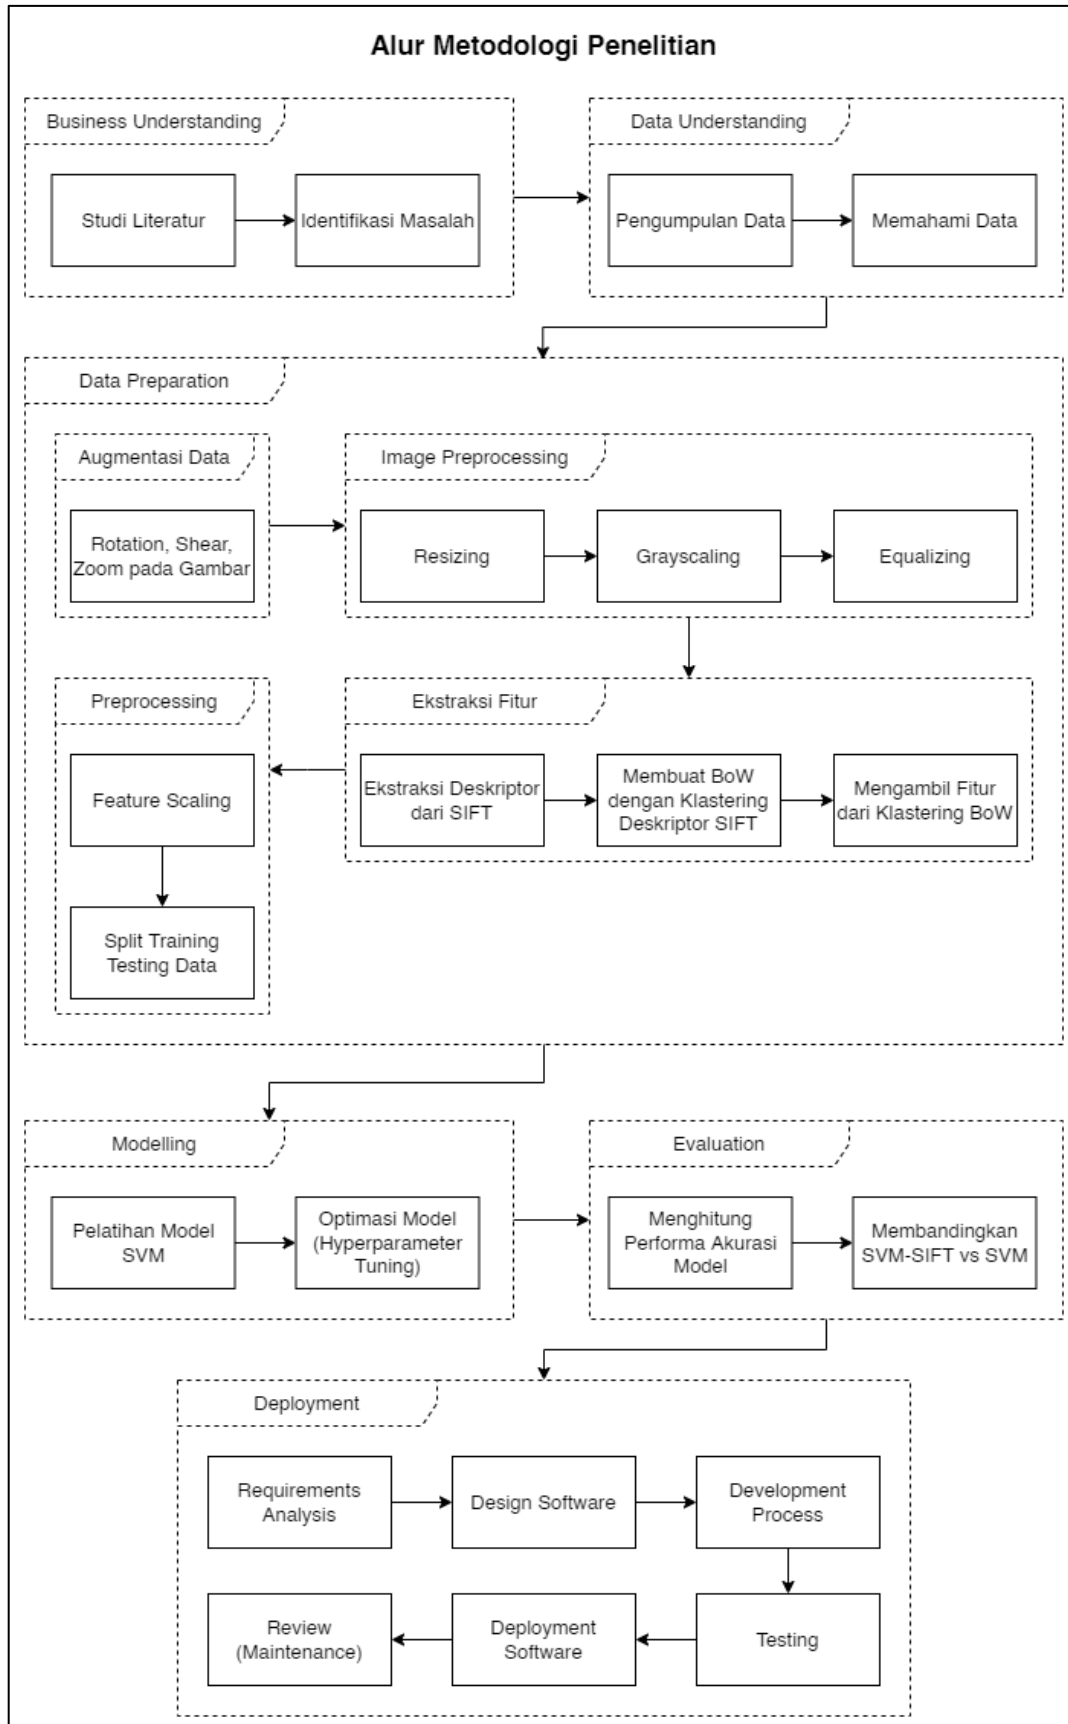 Alur Metodologi Penelitian
Business Understanding
Studi Literatur
Identifikasi Masalah
Data Understanding
Pengumpulan Data
Memahami Data
Data Preparation
Augmentasi Data
Rotation, Shear,
Zoom pada Gambar
Image Preprocessing
Resizing
Grayscaling
Equalizing
Ekstraksi Fitur
Ekstraksi Deskriptor
dari SIFT
Membuat BoW
dengan Klastering
Deskriptor SIFT
Mengambil Fitur
dari Klastering BoW
Preprocessing
Feature Scaling
Split Training
Testing Data
Modelling
Pelatihan Model
SVM
Optimasi Model
(Hyperparameter
Tuning)
Evaluation
Menghitung
Performa Akurasi
Model
Membandingkan
SVM-SIFT vs SVM
Deployment
Requirements
Analysis
Design Software
Development
Process
Testing
Deployment
Software
Review
(Maintenance)